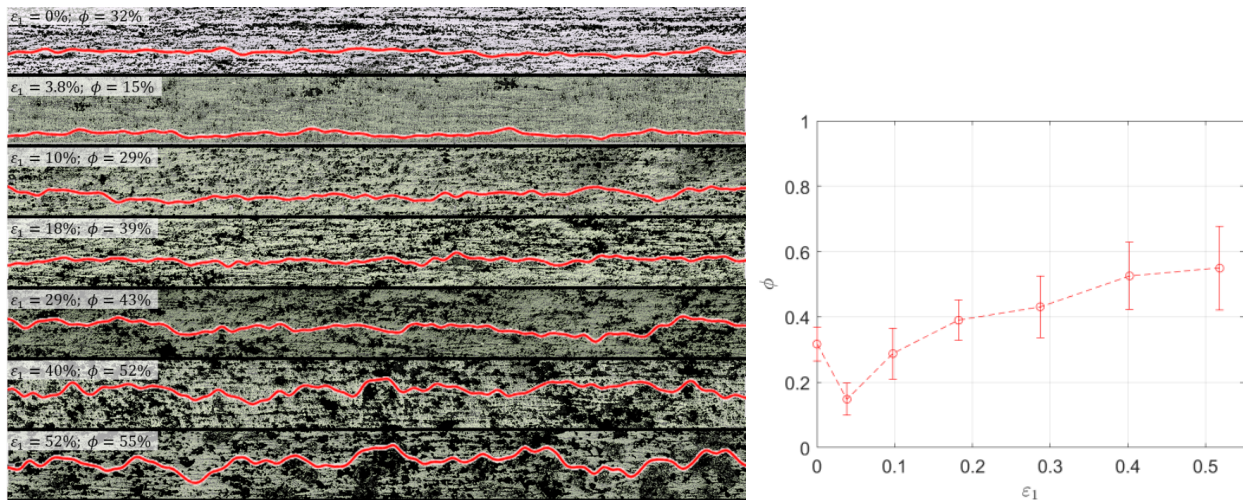 ε₁ = 0%; ϕ = 32%
ε₁ = 3.8%; ϕ = 15%
ε₁ = 10%; ϕ = 29%
ε₁ = 18%; ϕ = 39%
ε₁ = 29%; ϕ = 43%
ε₁ = 40%; ϕ = 52%
ε₁ = 52%; ϕ = 55%
1
0.8
0.6
0.4
0.2
0
ϕ
0 0.1 0.2 0.3 0.4 0.5
ε₁